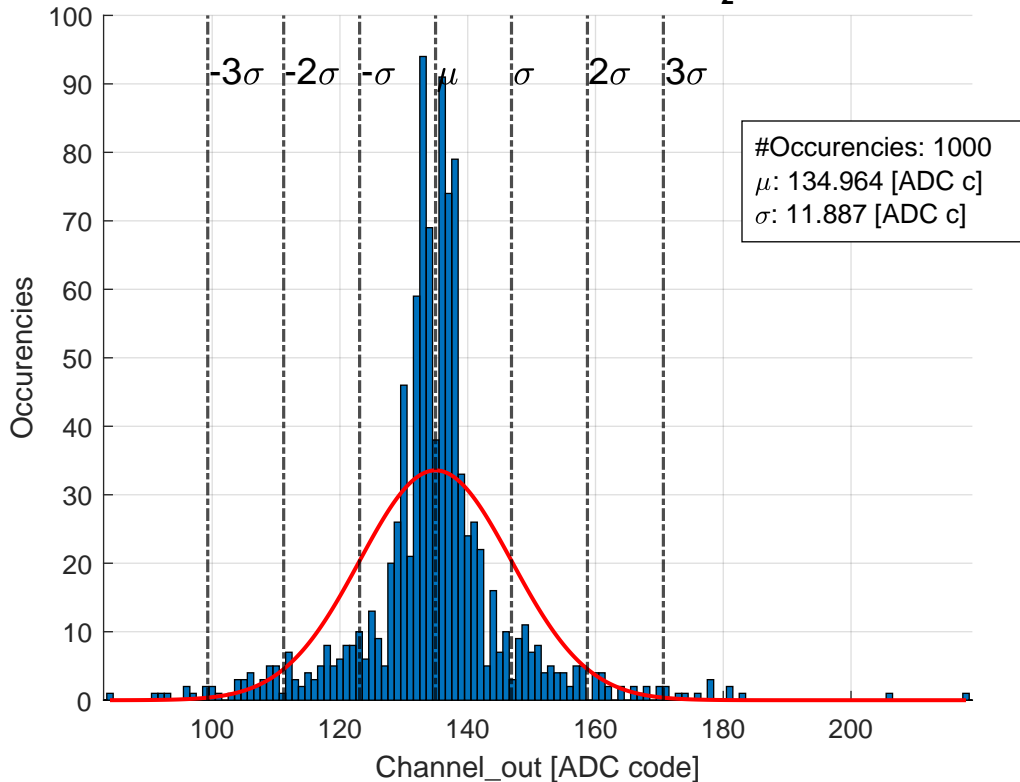 2
100
90
80
70
60
50
40
30
20
10
0
Occurencies
-3σ -2σ -σ μ σ 2σ 3σ
#Occurencies: 1000
μ: 134.964 [ADC c]
σ: 11.887 [ADC c]
100 120 140 160 180 200
Channel_out [ADC code]